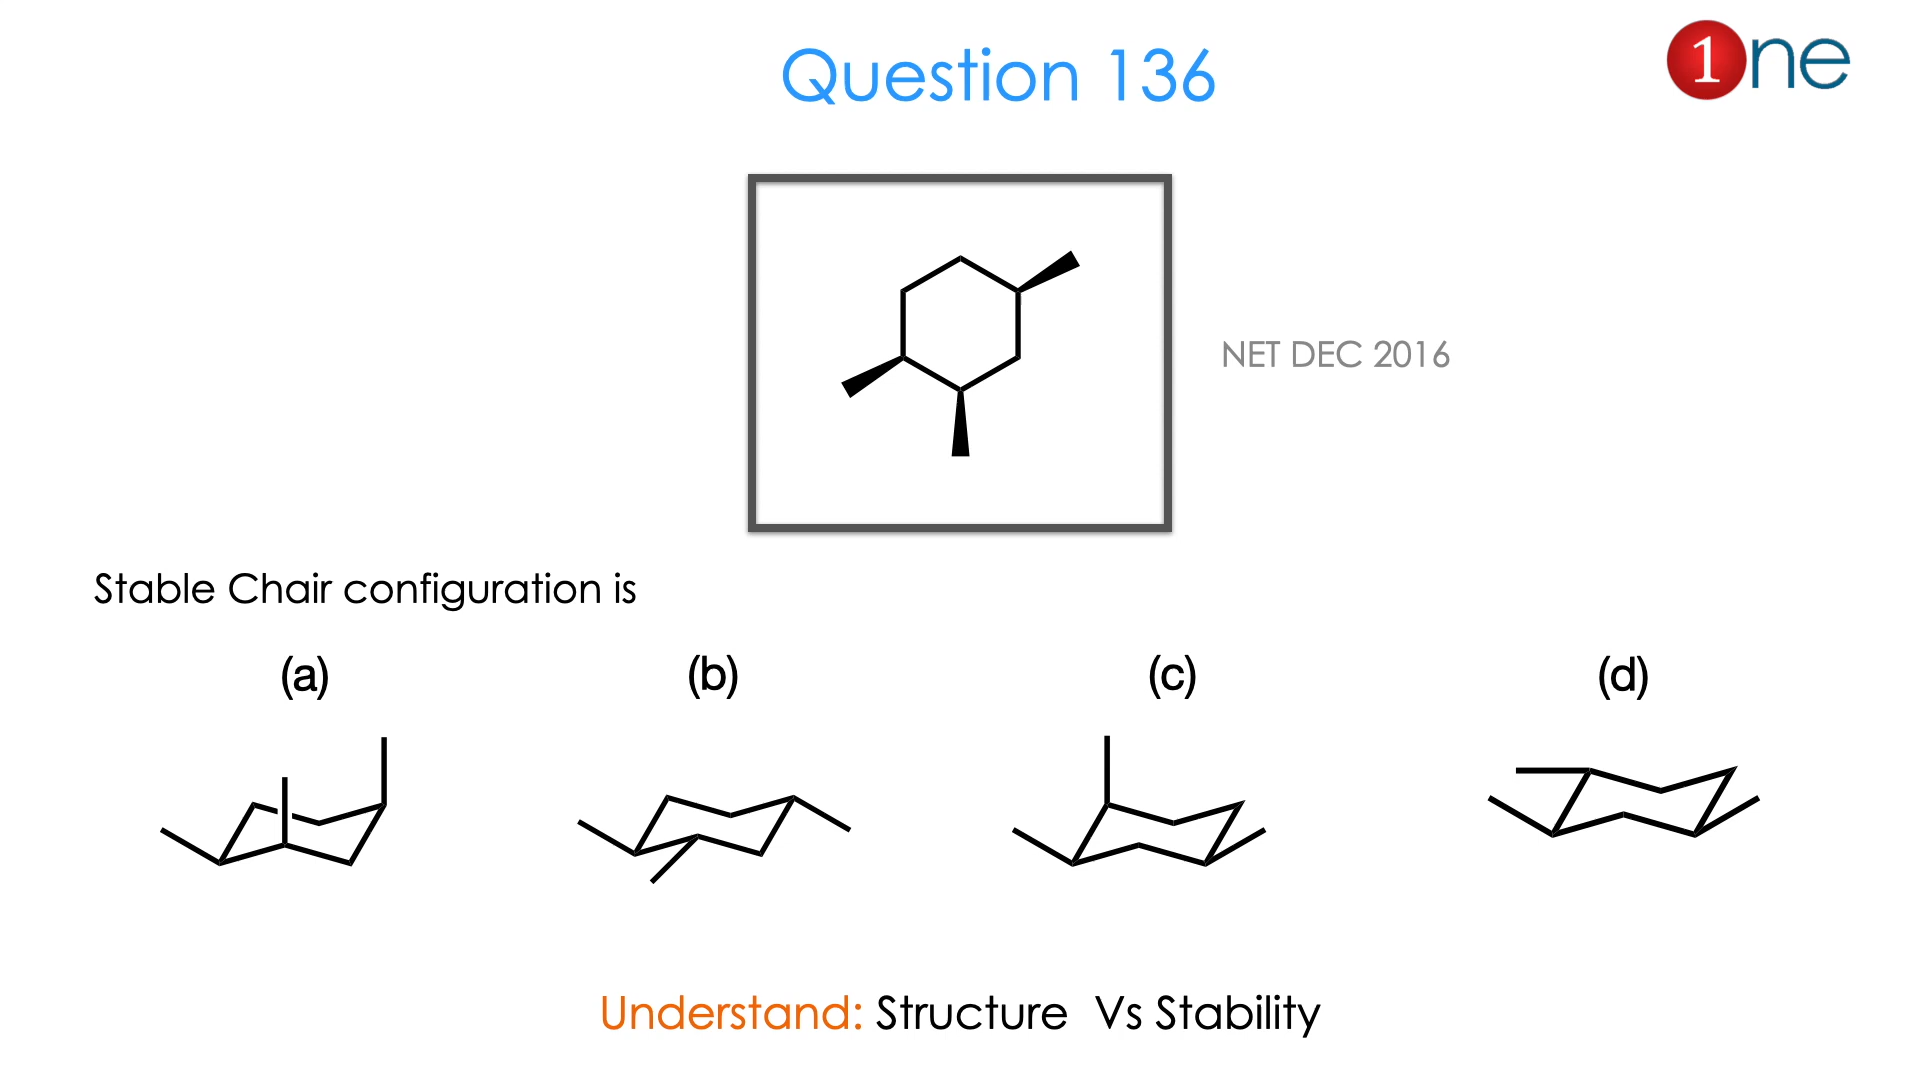 Question 136
1ne
NET DEC 2016
Stable Chair configuration is
(a) (b) (c) (d)
Understand: Structure Vs Stability